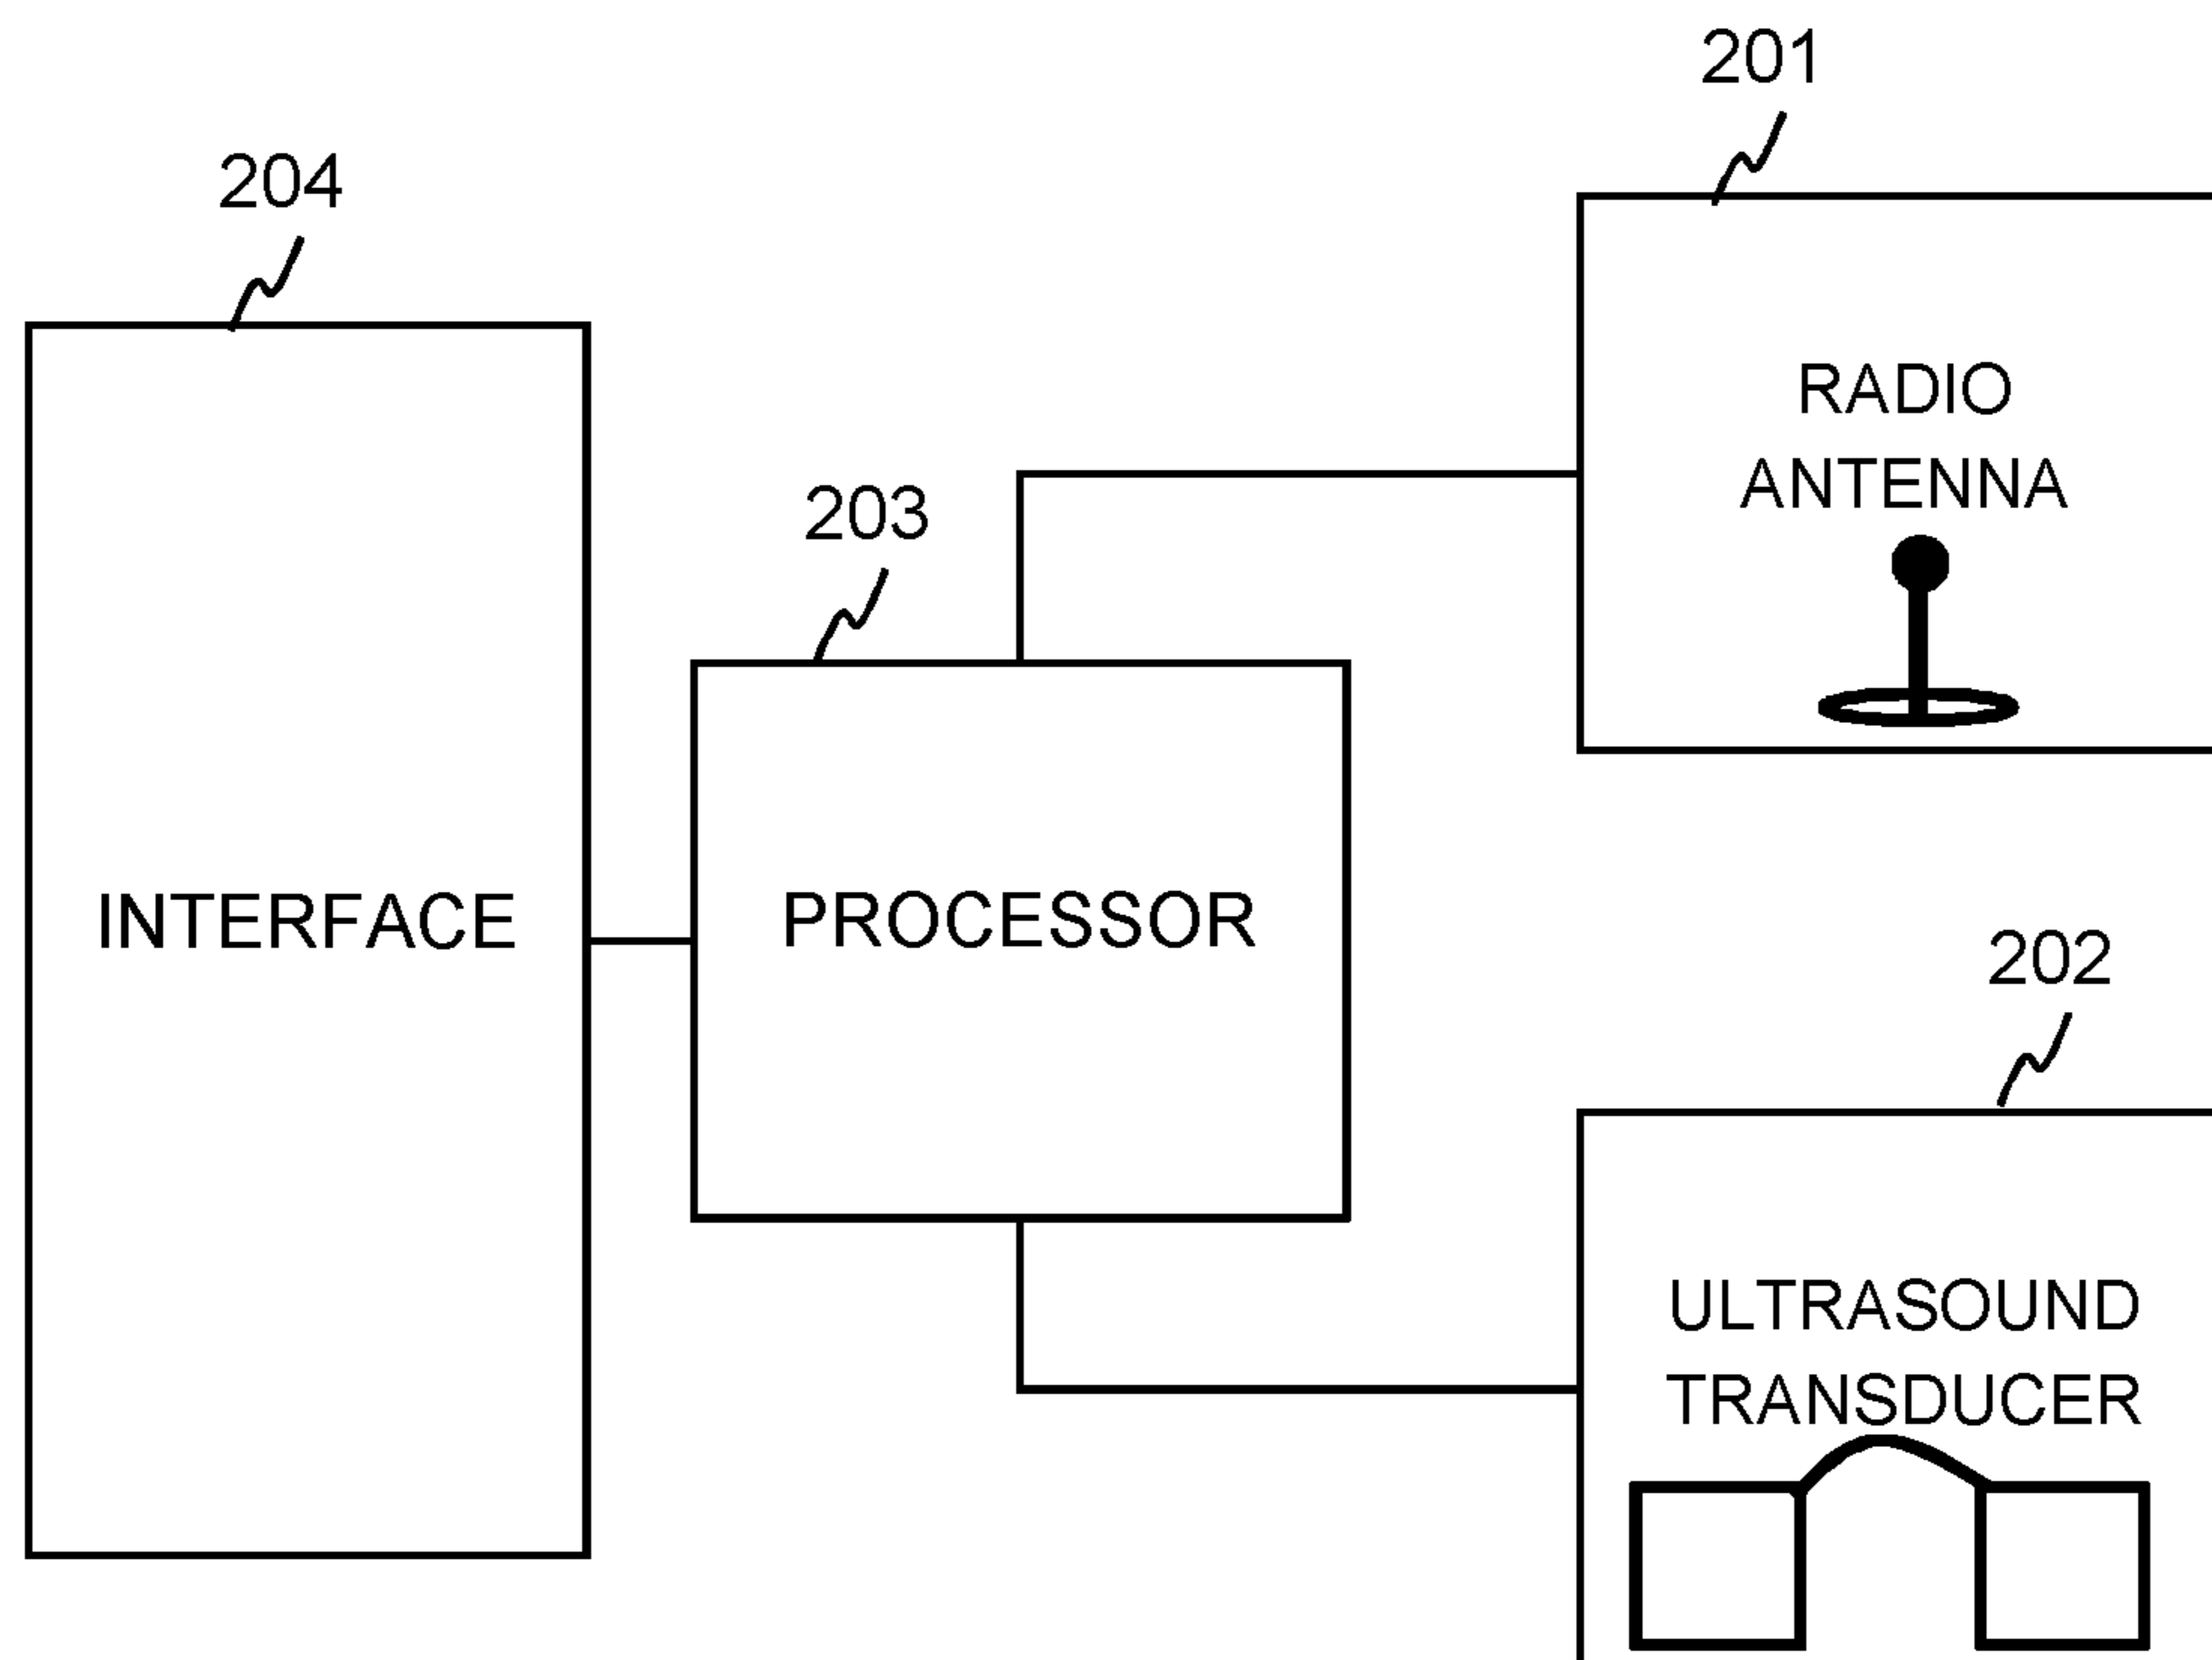 201
204
RADIO
ANTENNA
203
INTERFACE
PROCESSOR
202
ULTRASOUND
TRANSDUCER